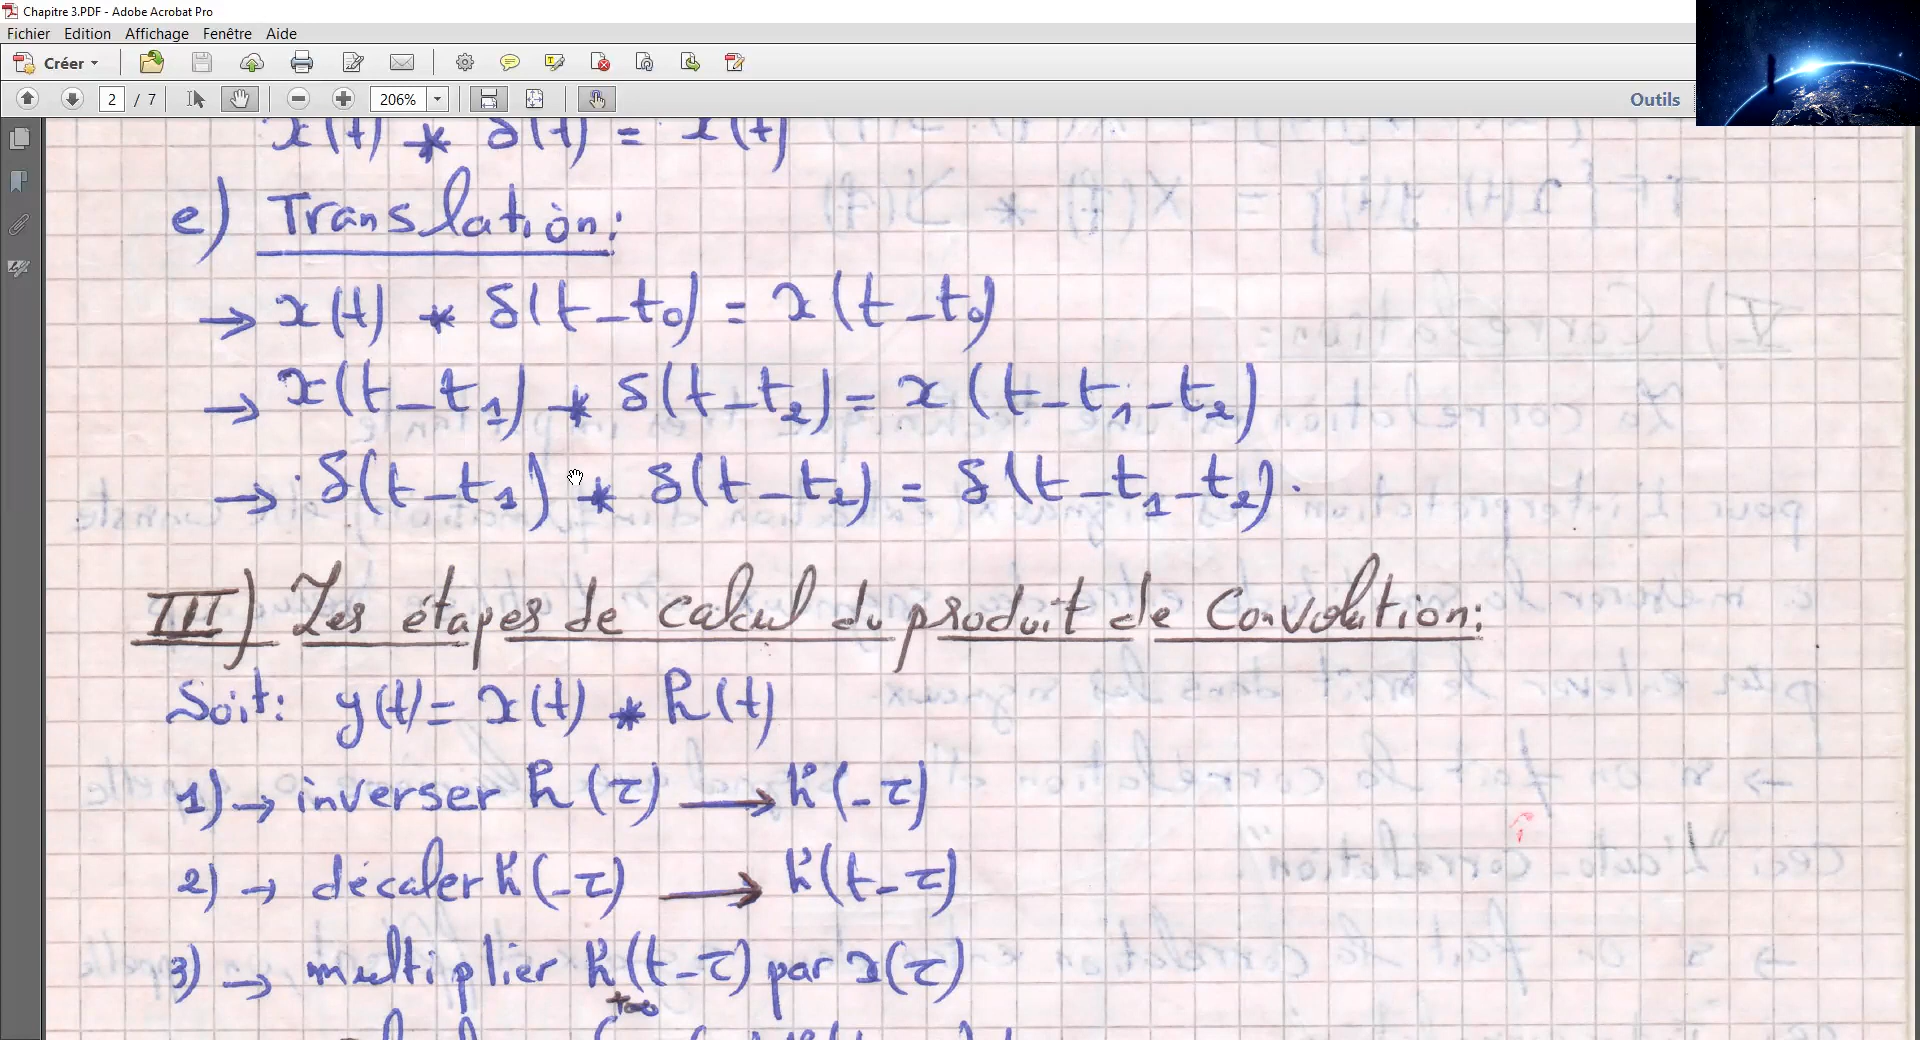 Chapitre 3.PDF - Adobe Acrobat Pro
Fichier Edition Affichage Fenêtre Aide
Créer
2 / 7 206% Outils
x(t) * δ(t) = x(t)
e) Translation:
→ x(t) * δ(t-t₀) = x(t-t₀)
→ x(t-t₁) * δ(t-t₂) = x(t-t₁-t₂)
→ δ(t-t₁) * δ(t-t₂) = δ(t-t₁-t₂).
III) Les étapes de calcul du produit de Convolution:
Soit: y(t) = x(t) * h(t)
1) → inverser h(τ) → h(-τ)
2) → décaler h(-τ) → h(t-τ)
3) → multiplier h(t-τ) par x(τ)
+∞